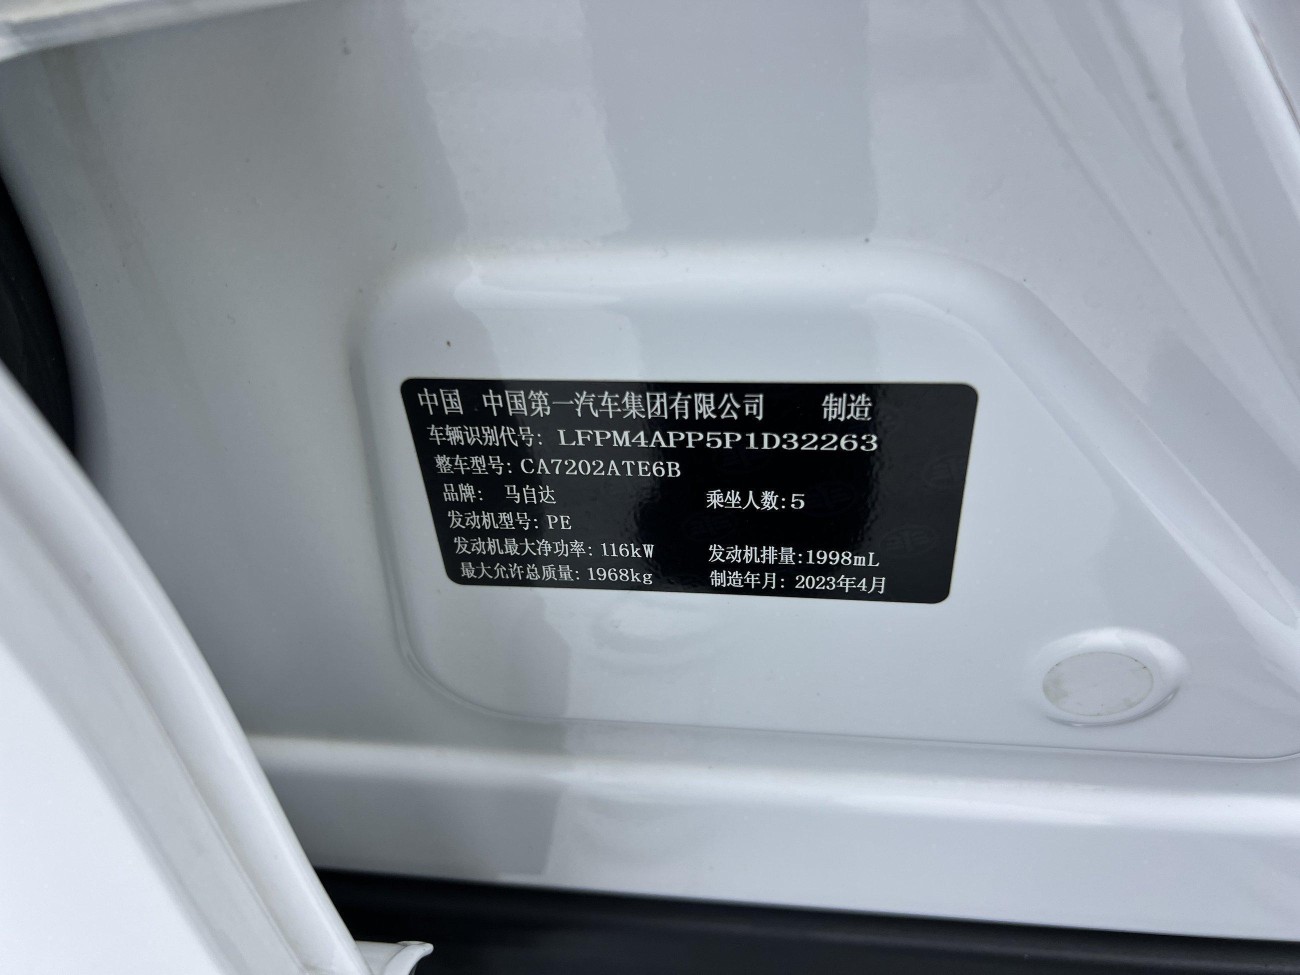 中国 中国第一汽车集团有限公司 制造
车辆识别代号: LFPM4APP5P1D32263
整车型号: CA7202ATE6B
品牌: 马自达 乘坐人数:5
发动机型号: PE
发动机最大净功率: 116kW 发动机排量:1998mL
最大允许总质量: 1968kg 制造年月: 2023年4月